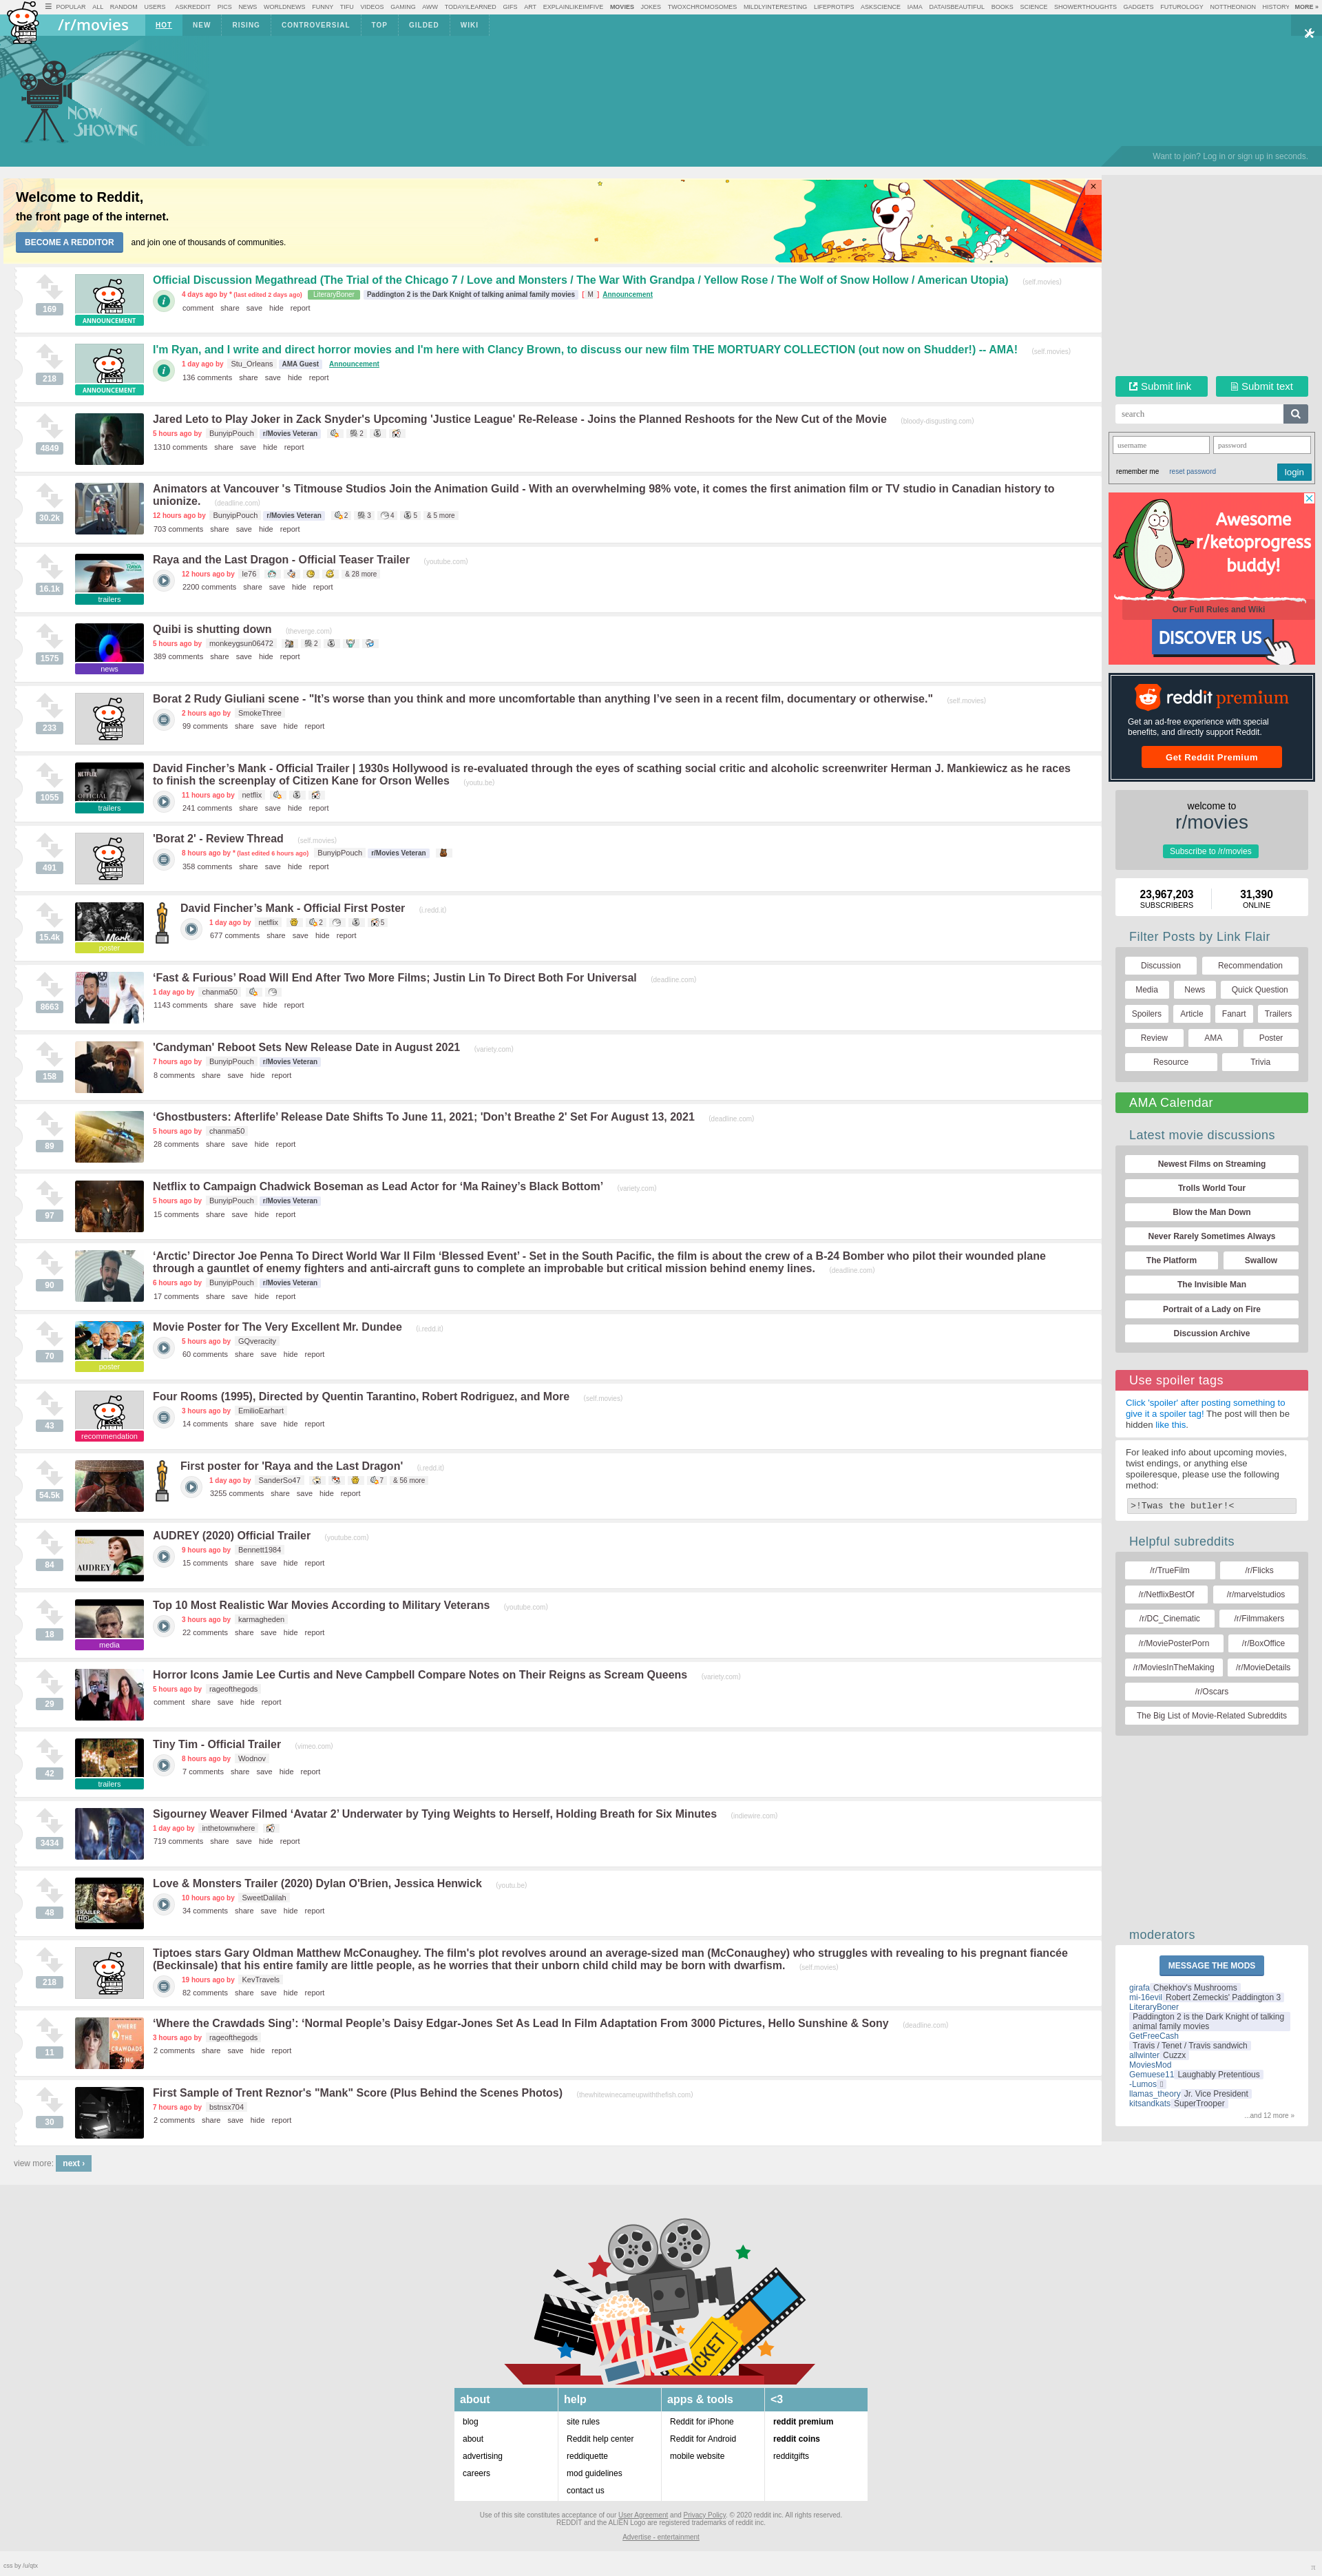 POPULAR ALL RANDOM USERS ASKREDDIT PICS NEWS WORLDNEWS FUNNY TIFU VIDEOS GAMING AWW TODAYILEARNED GIFS ART EXPLAINLIKEIMFIVE MOVIES JOKES TWOXCHROMOSOMES MILDLYINTERESTING LIFEPROTIPS ASKSCIENCE IAMA DATAISBEAUTIFUL BOOKS SCIENCE SHOWERTHOUGHTS GADGETS FUTUROLOGY NOTTHEONION HISTORY MORE »
/r/movies HOT NEW RISING CONTROVERSIAL TOP GILDED WIKI
NOW SHOWING
Want to join? Log in or sign up in seconds.
Welcome to Reddit,
the front page of the internet.
BECOME A REDDITOR and join one of thousands of communities.
×
Official Discussion Megathread (The Trial of the Chicago 7 / Love and Monsters / The War With Grandpa / Yellow Rose / The Wolf of Snow Hollow / American Utopia) (self.movies)
169
4 days ago by * (last edited 2 days ago) LiteraryBoner Paddington 2 is the Dark Knight of talking animal family movies [ M ] Announcement
ANNOUNCEMENT
comment share save hide report
I'm Ryan, and I write and direct horror movies and I'm here with Clancy Brown, to discuss our new film THE MORTUARY COLLECTION (out now on Shudder!) -- AMA! (self.movies)
218
1 day ago by Stu_Orleans AMA Guest Announcement
ANNOUNCEMENT
136 comments share save hide report
Jared Leto to Play Joker in Zack Snyder's Upcoming 'Justice League' Re-Release - Joins the Planned Reshoots for the New Cut of the Movie (bloody-disgusting.com)
4849
5 hours ago by BunyipPouch r/Movies Veteran 2
1310 comments share save hide report
Animators at Vancouver 's Titmouse Studios Join the Animation Guild - With an overwhelming 98% vote, it comes the first animation film or TV studio in Canadian history to
unionize. (deadline.com)
30.2k
12 hours ago by BunyipPouch r/Movies Veteran 2 3 4 5 & 5 more
703 comments share save hide report
Raya and the Last Dragon - Official Teaser Trailer (youtube.com)
16.1k
12 hours ago by le76 & 28 more
trailers
2200 comments share save hide report
Quibi is shutting down (theverge.com)
1575
5 hours ago by monkeygsun06472 2
news
389 comments share save hide report
Borat 2 Rudy Giuliani scene - "It’s worse than you think and more uncomfortable than anything I’ve seen in a recent film, documentary or otherwise." (self.movies)
233
2 hours ago by SmokeThree
99 comments share save hide report
David Fincher’s Mank - Official Trailer | 1930s Hollywood is re-evaluated through the eyes of scathing social critic and alcoholic screenwriter Herman J. Mankiewicz as he races
to finish the screenplay of Citizen Kane for Orson Welles (youtu.be)
1055
11 hours ago by netflix
NETFLIX
3
OFFICIAL
trailers
241 comments share save hide report
'Borat 2' - Review Thread (self.movies)
491
8 hours ago by * (last edited 6 hours ago) BunyipPouch r/Movies Veteran
358 comments share save hide report
David Fincher’s Mank - Official First Poster (i.redd.it)
15.4k
1 day ago by netflix 2 5
Mank
poster
677 comments share save hide report
‘Fast & Furious’ Road Will End After Two More Films; Justin Lin To Direct Both For Universal (deadline.com)
8663
1 day ago by chanma50
1143 comments share save hide report
'Candyman' Reboot Sets New Release Date in August 2021 (variety.com)
158
7 hours ago by BunyipPouch r/Movies Veteran
8 comments share save hide report
‘Ghostbusters: Afterlife’ Release Date Shifts To June 11, 2021; 'Don’t Breathe 2' Set For August 13, 2021 (deadline.com)
89
5 hours ago by chanma50
28 comments share save hide report
Netflix to Campaign Chadwick Boseman as Lead Actor for ‘Ma Rainey’s Black Bottom’ (variety.com)
97
5 hours ago by BunyipPouch r/Movies Veteran
15 comments share save hide report
‘Arctic’ Director Joe Penna To Direct World War II Film ‘Blessed Event’ - Set in the South Pacific, the film is about the crew of a B-24 Bomber who pilot their wounded plane
through a gauntlet of enemy fighters and anti-aircraft guns to complete an improbable but critical mission behind enemy lines. (deadline.com)
90
6 hours ago by BunyipPouch r/Movies Veteran
17 comments share save hide report
Movie Poster for The Very Excellent Mr. Dundee (i.redd.it)
70
5 hours ago by GQveracity
poster
60 comments share save hide report
Four Rooms (1995), Directed by Quentin Tarantino, Robert Rodriguez, and More (self.movies)
43
3 hours ago by EmilioEarhart
recommendation
14 comments share save hide report
First poster for 'Raya and the Last Dragon' (i.redd.it)
54.5k
1 day ago by SanderSo47 7 & 56 more
3255 comments share save hide report
AUDREY (2020) Official Trailer (youtube.com)
84
9 hours ago by Bennett1984
AUDREY
15 comments share save hide report
Top 10 Most Realistic War Movies According to Military Veterans (youtube.com)
18
3 hours ago by karmagheden
media
22 comments share save hide report
Horror Icons Jamie Lee Curtis and Neve Campbell Compare Notes on Their Reigns as Scream Queens (variety.com)
29
5 hours ago by rageofthegods
comment share save hide report
Tiny Tim - Official Trailer (vimeo.com)
42
8 hours ago by Wodnov
trailers
7 comments share save hide report
Sigourney Weaver Filmed ‘Avatar 2’ Underwater by Tying Weights to Herself, Holding Breath for Six Minutes (indiewire.com)
3434
1 day ago by inthetownwhere
719 comments share save hide report
Love & Monsters Trailer (2020) Dylan O'Brien, Jessica Henwick (youtu.be)
48
10 hours ago by SweetDalilah
TRAILER
HD
34 comments share save hide report
Tiptoes stars Gary Oldman Matthew McConaughey. The film's plot revolves around an average-sized man (McConaughey) who struggles with revealing to his pregnant fiancée
(Beckinsale) that his entire family are little people, as he worries that their unborn child child may be born with dwarfism. (self.movies)
218
19 hours ago by KevTravels
82 comments share save hide report
‘Where the Crawdads Sing’: ‘Normal People’s Daisy Edgar-Jones Set As Lead In Film Adaptation From 3000 Pictures, Hello Sunshine & Sony (deadline.com)
11
3 hours ago by rageofthegods
WHERE
THE
CRAWDADS
SING
2 comments share save hide report
First Sample of Trent Reznor's "Mank" Score (Plus Behind the Scenes Photos) (thewhitewinecameupwiththefish.com)
30
7 hours ago by bstnsx704
2 comments share save hide report
view more: next ›
Submit link Submit text
search
username password
remember me reset password login
Awesome
r/ketoprogress
buddy!
Our Full Rules and Wiki
DISCOVER US
reddit premium
Get an ad-free experience with special
benefits, and directly support Reddit.
Get Reddit Premium
welcome to
r/movies
Subscribe to /r/movies
23,967,203 31,390
SUBSCRIBERS ONLINE
Filter Posts by Link Flair
Discussion Recommendation
Media News Quick Question
Spoilers Article Fanart Trailers
Review AMA Poster
Resource Trivia
AMA Calendar
Latest movie discussions
Newest Films on Streaming
Trolls World Tour
Blow the Man Down
Never Rarely Sometimes Always
The Platform Swallow
The Invisible Man
Portrait of a Lady on Fire
Discussion Archive
Use spoiler tags
Click 'spoiler' after posting something to
give it a spoiler tag! The post will then be
hidden like this.
For leaked info about upcoming movies,
twist endings, or anything else
spoileresque, please use the following
method:
>!Twas the butler!<
Helpful subreddits
/r/TrueFilm /r/Flicks
/r/NetflixBestOf /r/marvelstudios
/r/DC_Cinematic /r/Filmmakers
/r/MoviePosterPorn /r/BoxOffice
/r/MoviesInTheMaking /r/MovieDetails
/r/Oscars
The Big List of Movie-Related Subreddits
moderators
MESSAGE THE MODS
girafa Chekhov's Mushrooms
mi-16evil Robert Zemeckis' Paddington 3
LiteraryBoner
Paddington 2 is the Dark Knight of talking
animal family movies
GetFreeCash
Travis / Tenet / Travis sandwich
allwinter Cuzzx
MoviesMod
Gemuese11 Laughably Pretentious
-Lumos-
llamas_theory Jr. Vice President
kitsandkats SuperTrooper
...and 12 more »
TICKET
about help apps & tools <3
blog site rules Reddit for iPhone reddit premium
about Reddit help center Reddit for Android reddit coins
advertising reddiquette mobile website redditgifts
careers mod guidelines
contact us
Use of this site constitutes acceptance of our User Agreement and Privacy Policy. © 2020 reddit inc. All rights reserved.
REDDIT and the ALIEN Logo are registered trademarks of reddit inc.
Advertise - entertainment
css by /u/qtx
π